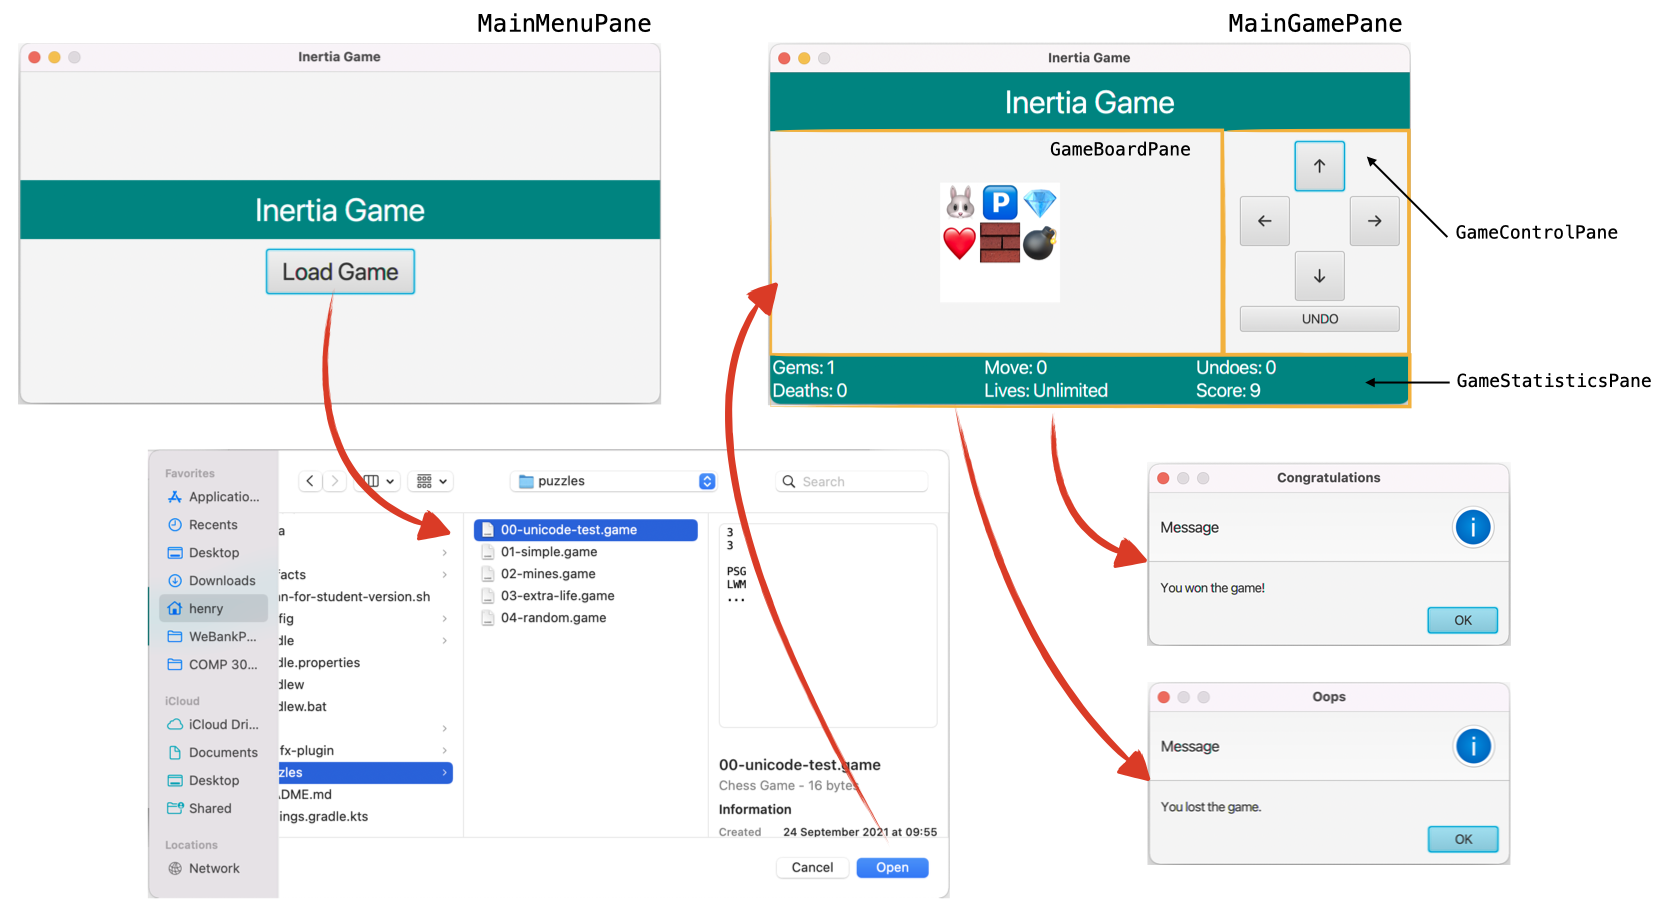 MainMenuPane
Inertia Game
Inertia Game
Load Game
MainGamePane
Inertia Game
Inertia Game
GameBoardPane
P
↑
← →
↓
UNDO
GameControlPane
Gems: 1 Move: 0 Undoes: 0
Deaths: 0 Lives: Unlimited Score: 9
GameStatisticsPane
Favorites
Applicatio...
Recents
Desktop
Downloads
henry
WeBankP...
COMP 30...
iCloud
iCloud Dri...
Documents
Desktop
Shared
Locations
Network
puzzles
Search
a
facts
n-for-student-version.sh
fig
dle
dle.properties
dlew
dlew.bat
fx-plugin
zles
DME.md
ings.gradle.kts
00-unicode-test.game
01-simple.game
02-mines.game
03-extra-life.game
04-random.game
3
3
PSG
LWM
...
00-unicode-test.game
Chess Game - 16 bytes
Information
Created 24 September 2021 at 09:55
Cancel Open
Congratulations
Message
i
You won the game!
OK
Oops
Message
i
You lost the game.
OK